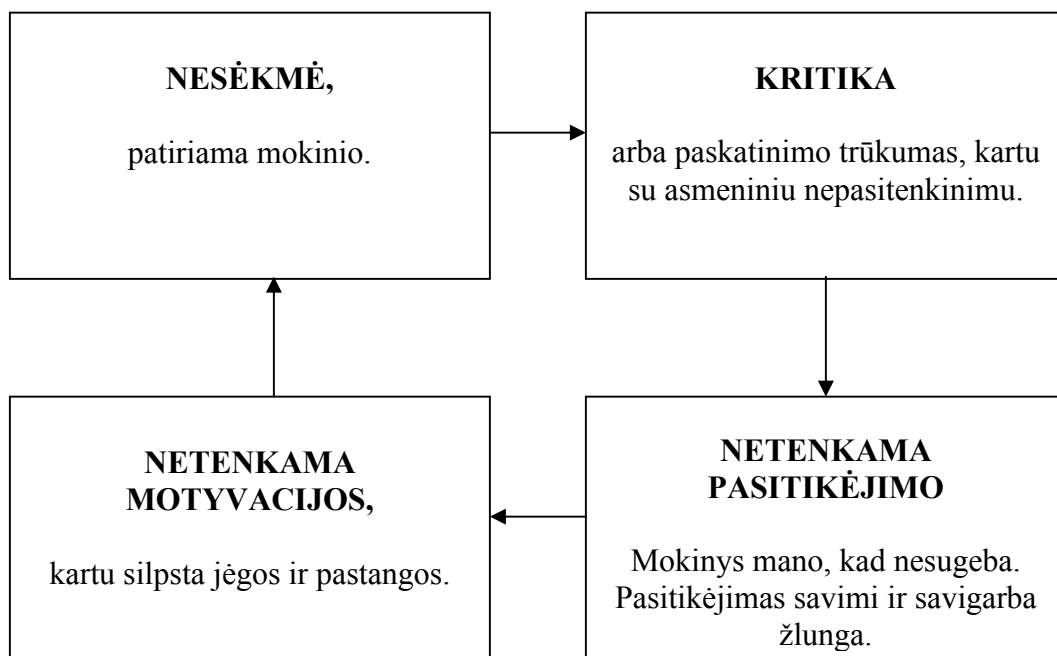 NESĖKMĖ,
patiriama mokinio.
KRITIKA
arba paskatinimo trūkumas, kartu
su asmeniniu nepasitenkinimu.
NETENKAMA
PASITIKĖJIMO
Mokinys mano, kad nesugeba.
Pasitikėjimas savimi ir savigarba
žlunga.
NETENKAMA
MOTYVACIJOS,
kartu silpsta jėgos ir pastangos.